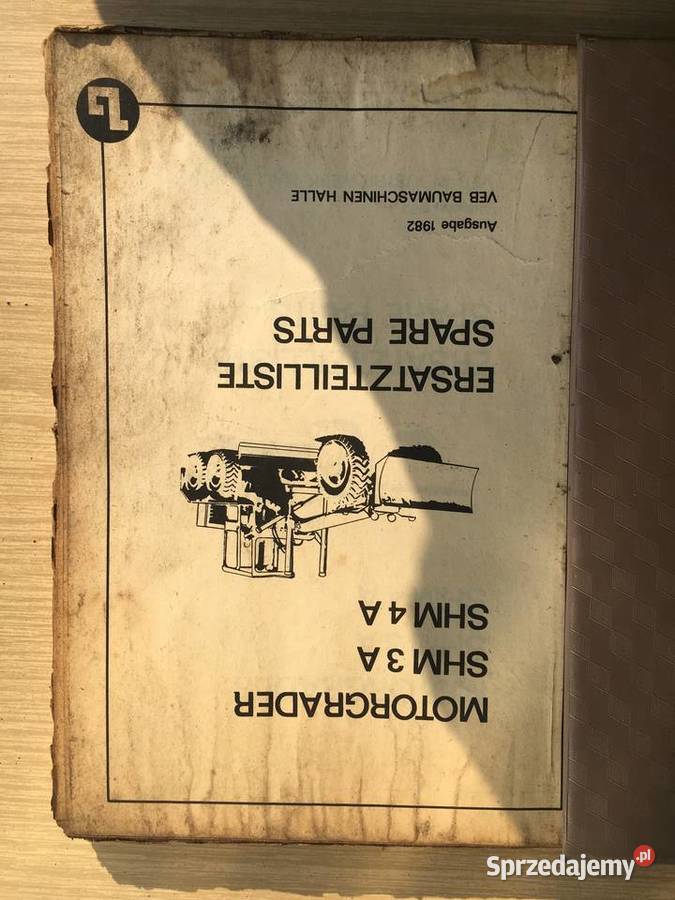 MOTORGRADER
SHM 3 A
SHM 4 A
ERSATZTEILLISTE
SPARE PARTS
Ausgabe 1982
VEB BAUMASCHINEN HALLE
Sprzedajemy.pl